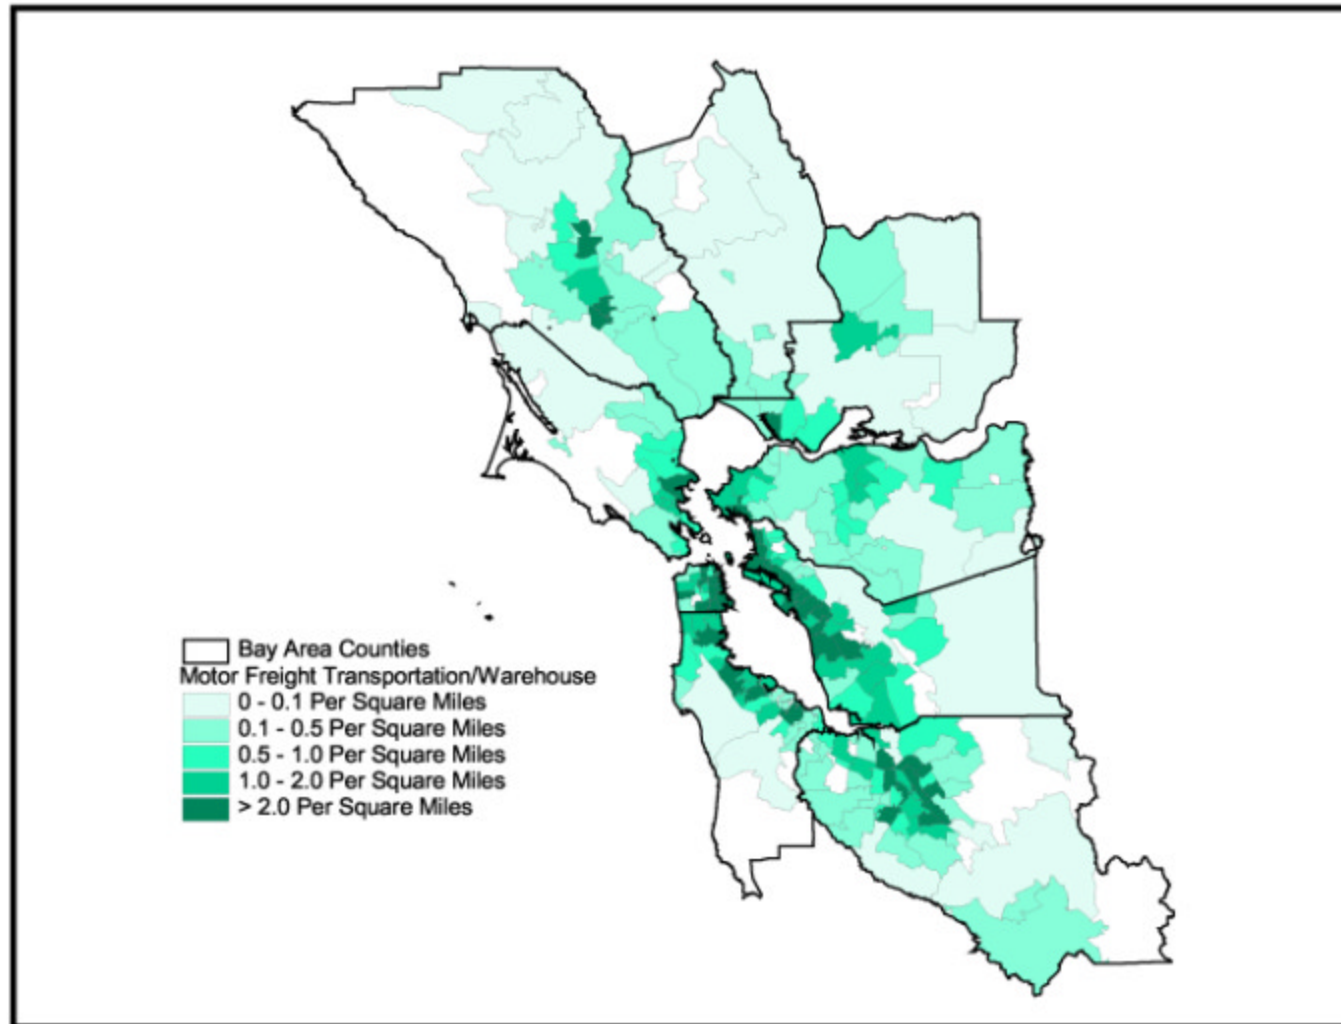 Bay Area Counties
Motor Freight Transportation/Warehouse
0 - 0.1 Per Square Miles
0.1 - 0.5 Per Square Miles
0.5 - 1.0 Per Square Miles
1.0 - 2.0 Per Square Miles
> 2.0 Per Square Miles